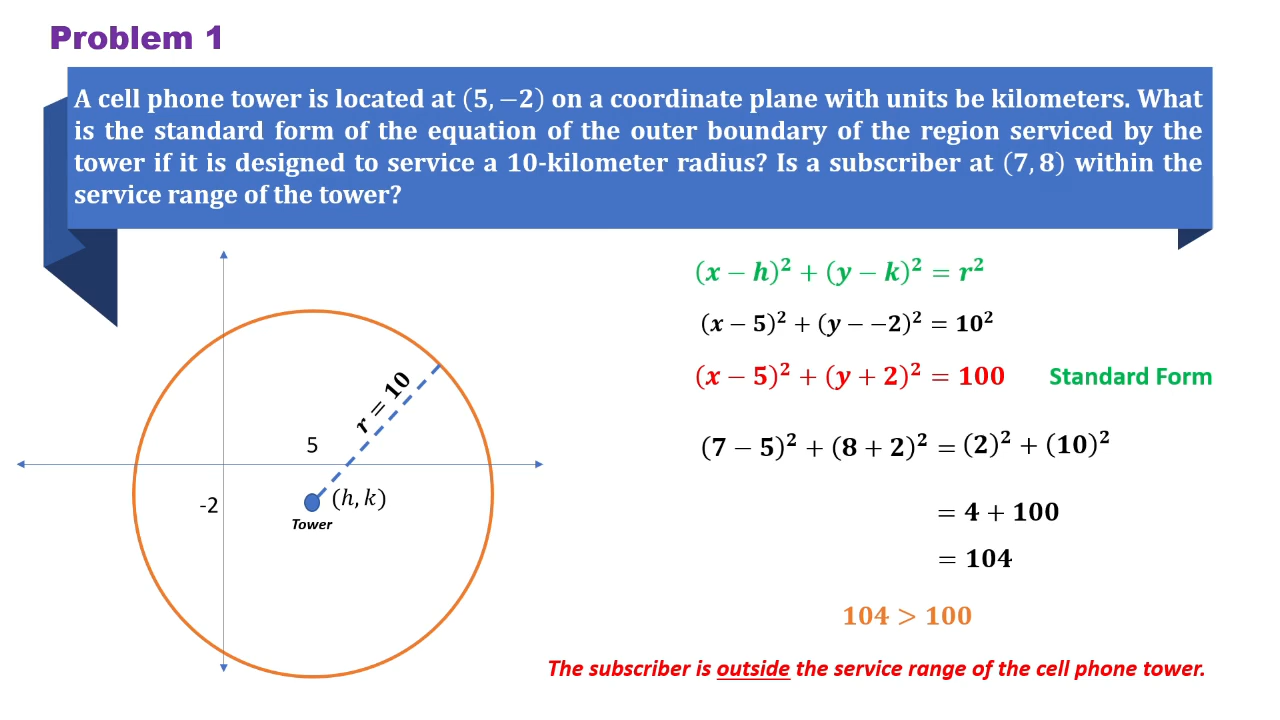 Problem 1
A cell phone tower is located at (5, −2) on a coordinate plane with units be kilometers. What
is the standard form of the equation of the outer boundary of the region serviced by the
tower if it is designed to service a 10-kilometer radius? Is a subscriber at (7, 8) within the
service range of the tower?
(x − h)² + (y − k)² = r²
(x − 5)² + (y − −2)² = 10²
(x − 5)² + (y + 2)² = 100 Standard Form
(7 − 5)² + (8 + 2)² = (2)² + (10)²
= 4 + 100
= 104
104 > 100
The subscriber is outside the service range of the cell phone tower.
r = 10
5
-2
(h, k)
Tower